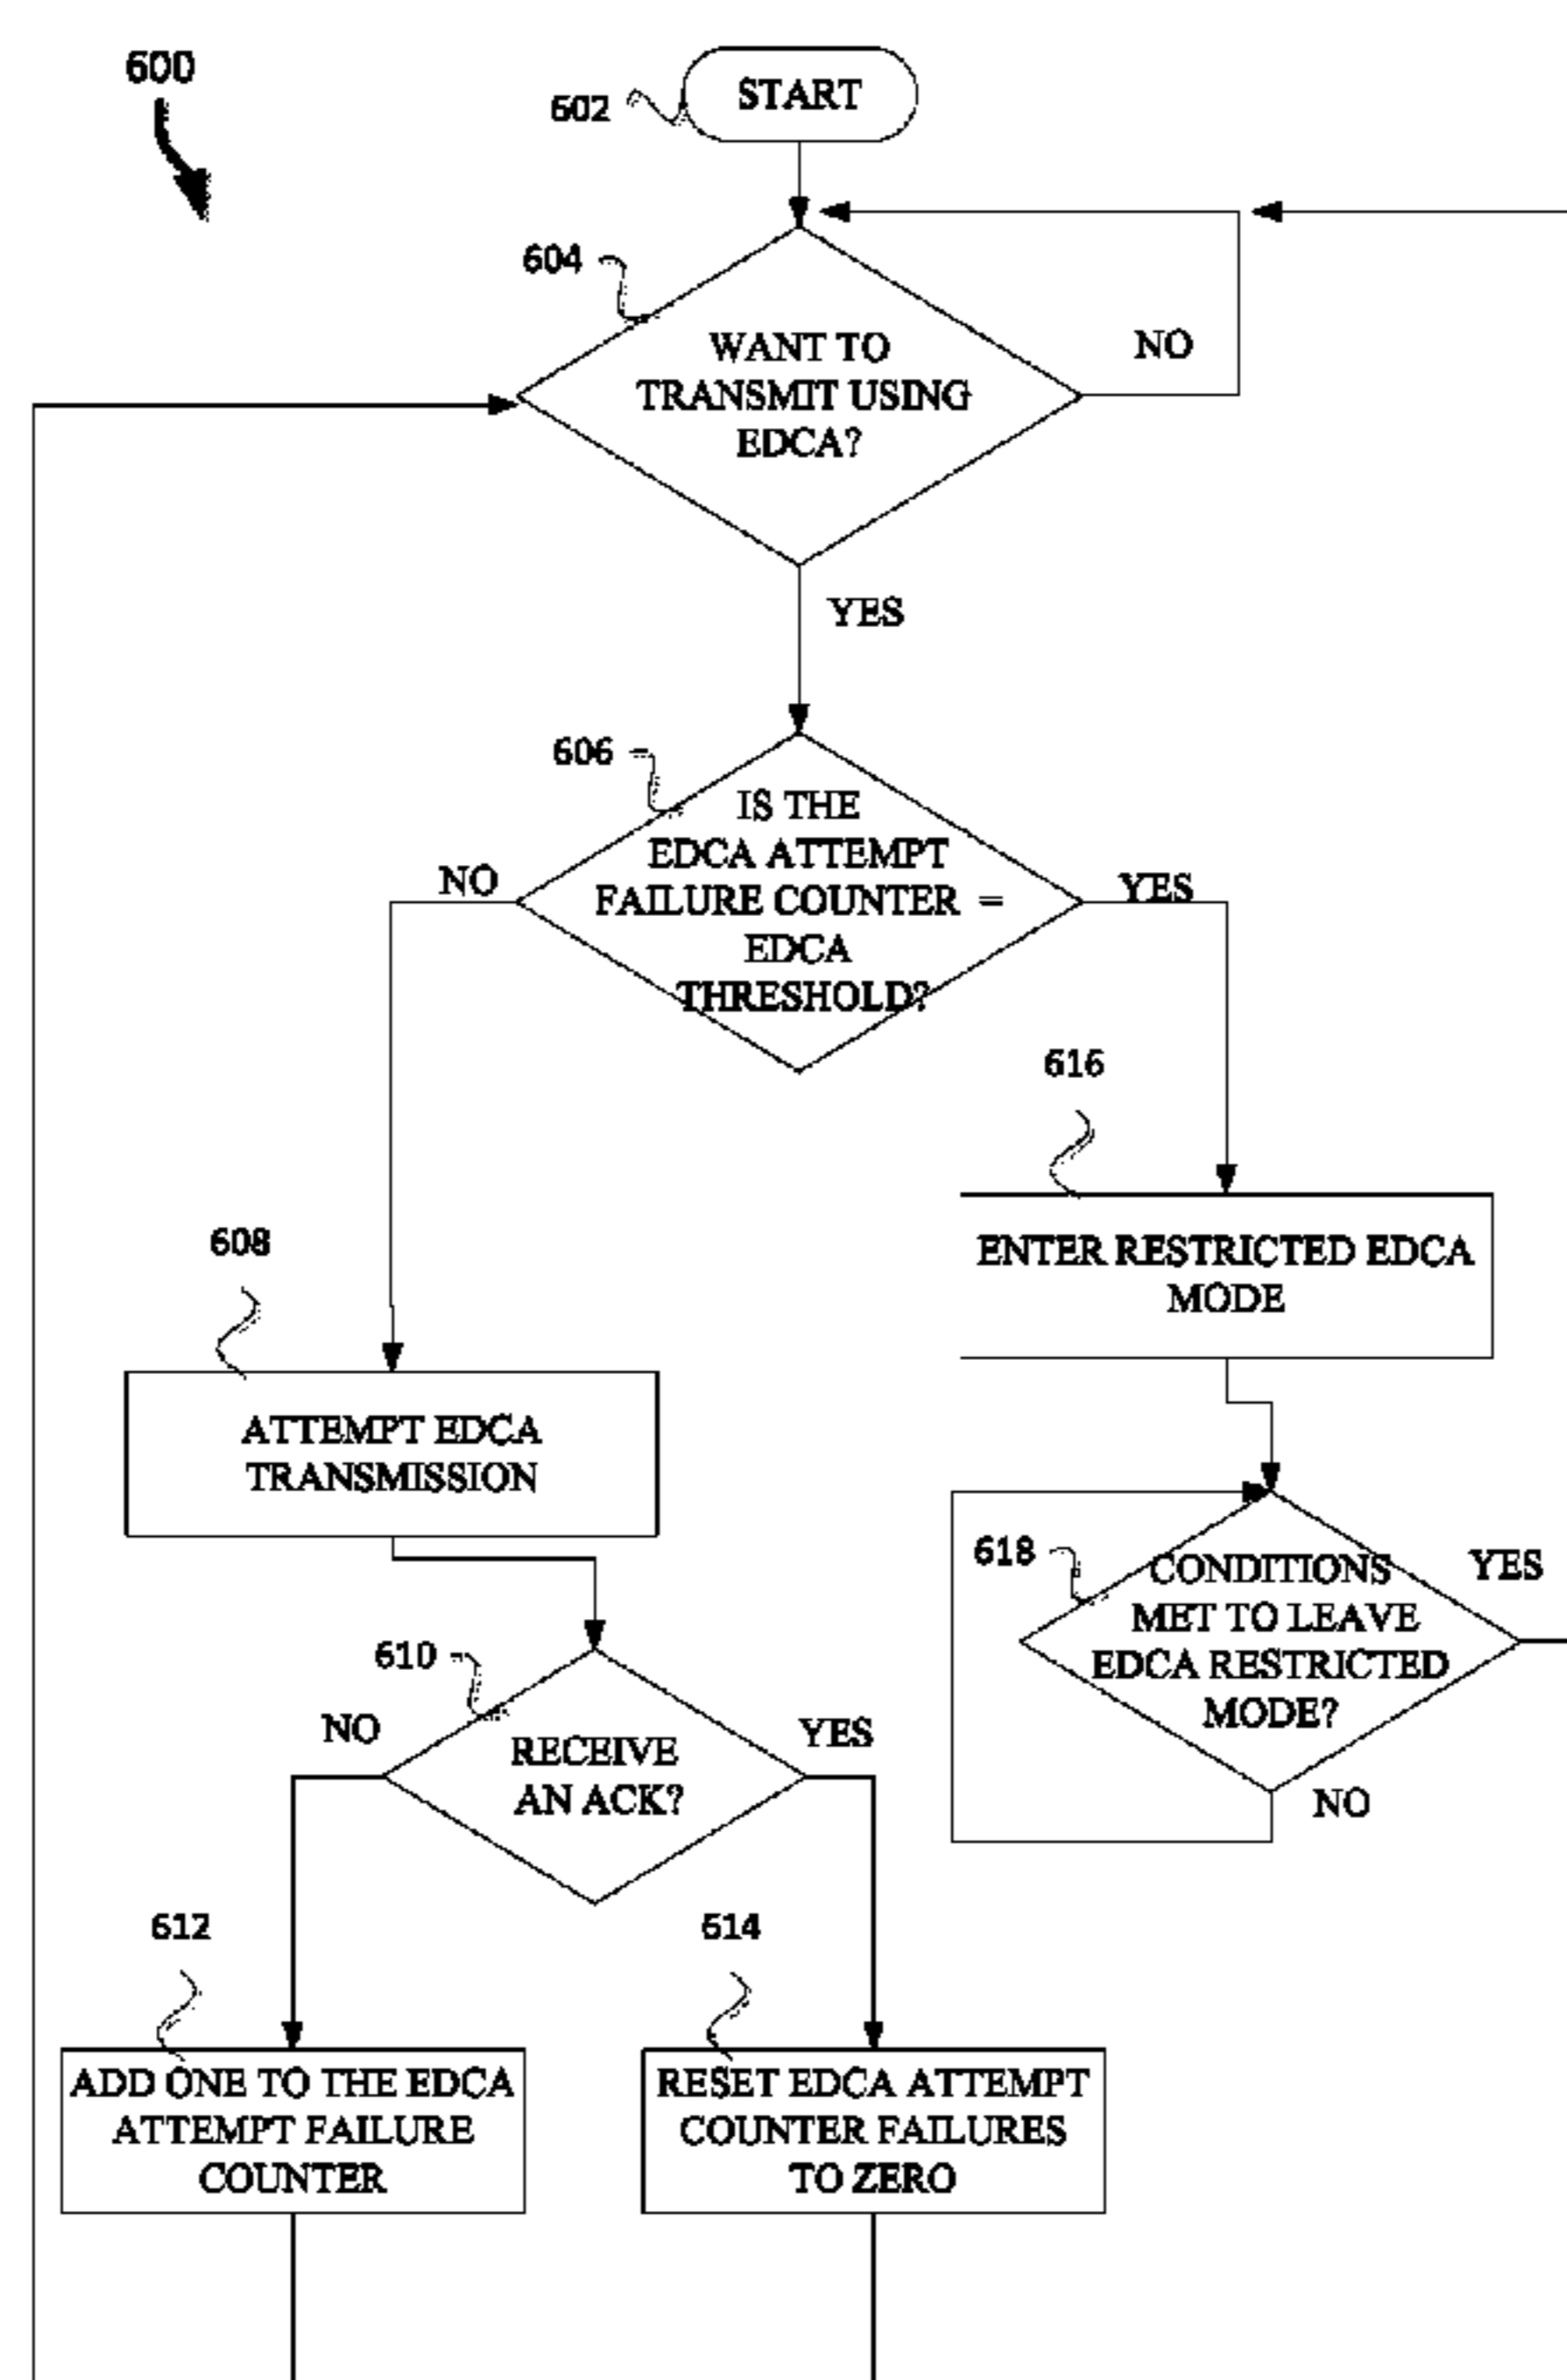 600
602
START
604
WANT TO
TRANSMIT USING
EDCA?
NO
YES
606
IS THE
EDCA ATTEMPT
FAILURE COUNTER =
EDCA
THRESHOLD?
NO
YES
616
ENTER RESTRICTED EDCA
MODE
608
ATTEMPT EDCA
TRANSMISSION
618
CONDITIONS
MET TO LEAVE
EDCA RESTRICTED
MODE?
YES
NO
610
RECEIVE
AN ACK?
NO
YES
612
ADD ONE TO THE EDCA
ATTEMPT FAILURE
COUNTER
614
RESET EDCA ATTEMPT
COUNTER FAILURES
TO ZERO